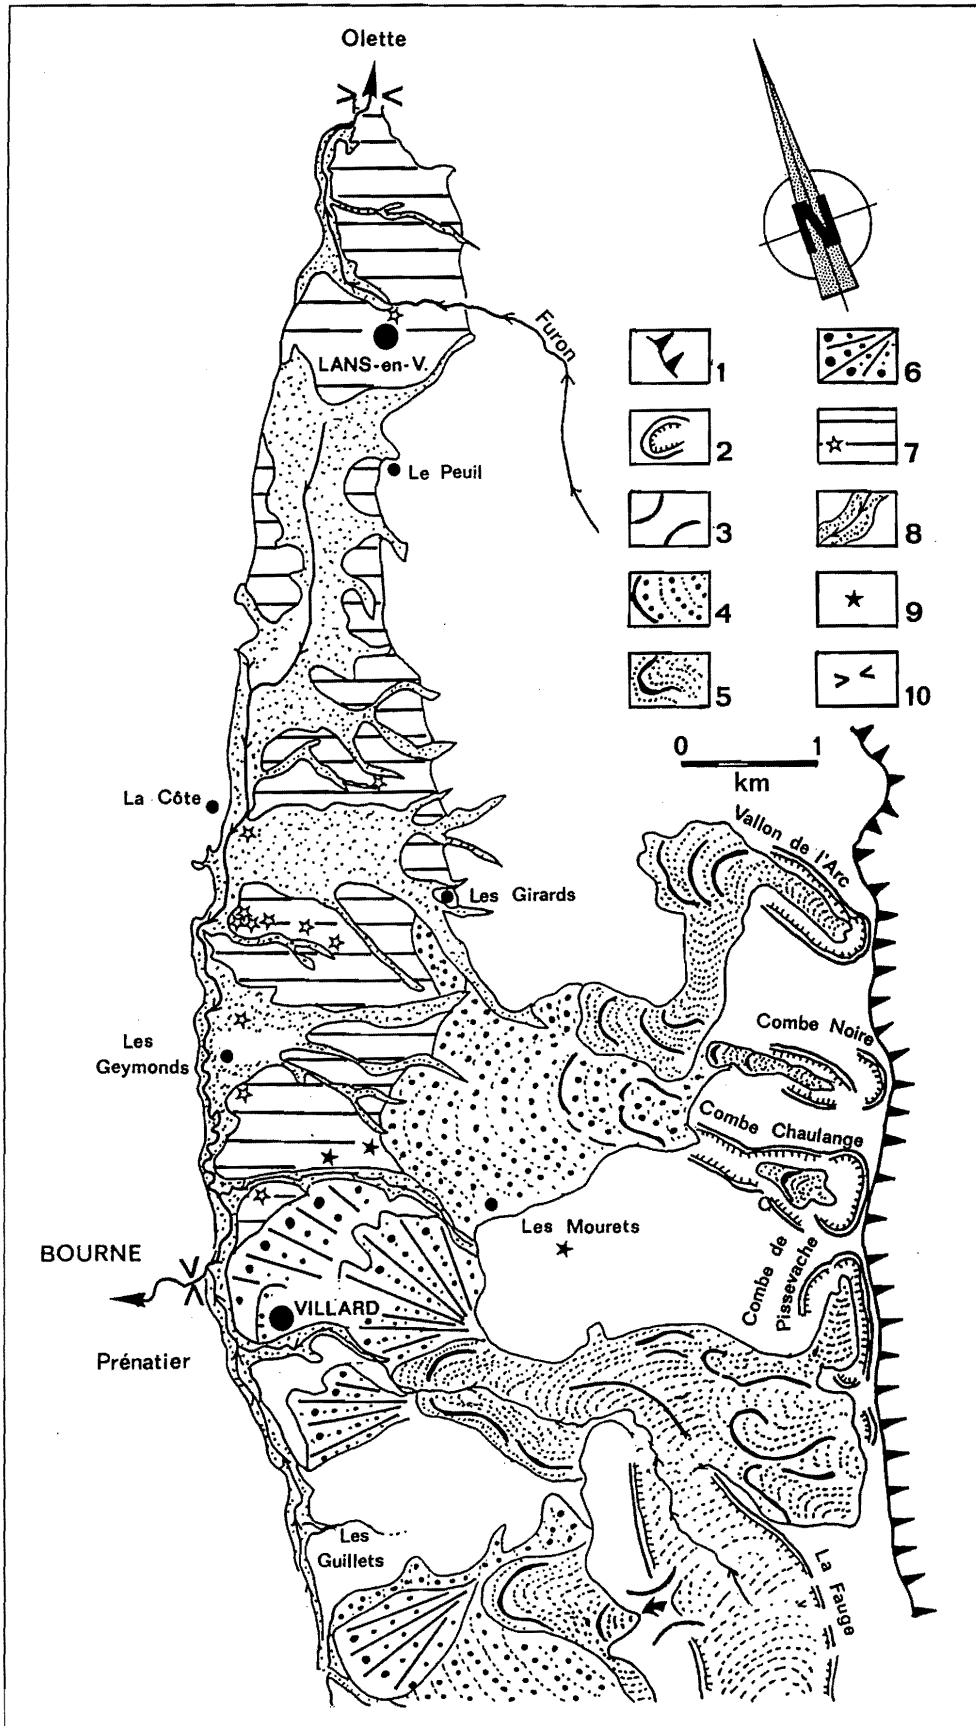 Olette
N
Furon
LANS-en-V.
Le Peuil
1
6
2
7
3
8
4
9
5
10
0 1
km
La Côte
Vallon de l'Arc
Les Girards
Combe Noire
Les
Geymonds
Combe Chaulange
Les Mourets
BOURNE
Combe de
Pissevache
VILLARD
Prénatier
Les
Guillets
La Fauge